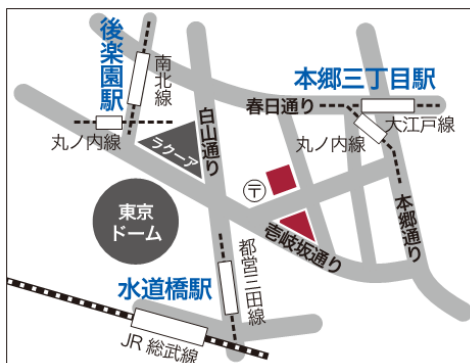 後楽園駅
南北線
本郷三丁目駅
春日通り
大江戸線
丸ノ内線
丸ノ内線
白山通り
ラクーア
〒
東京
ドーム
壱岐坂通り
本郷通り
都営三田線
水道橋駅
JR 総武線